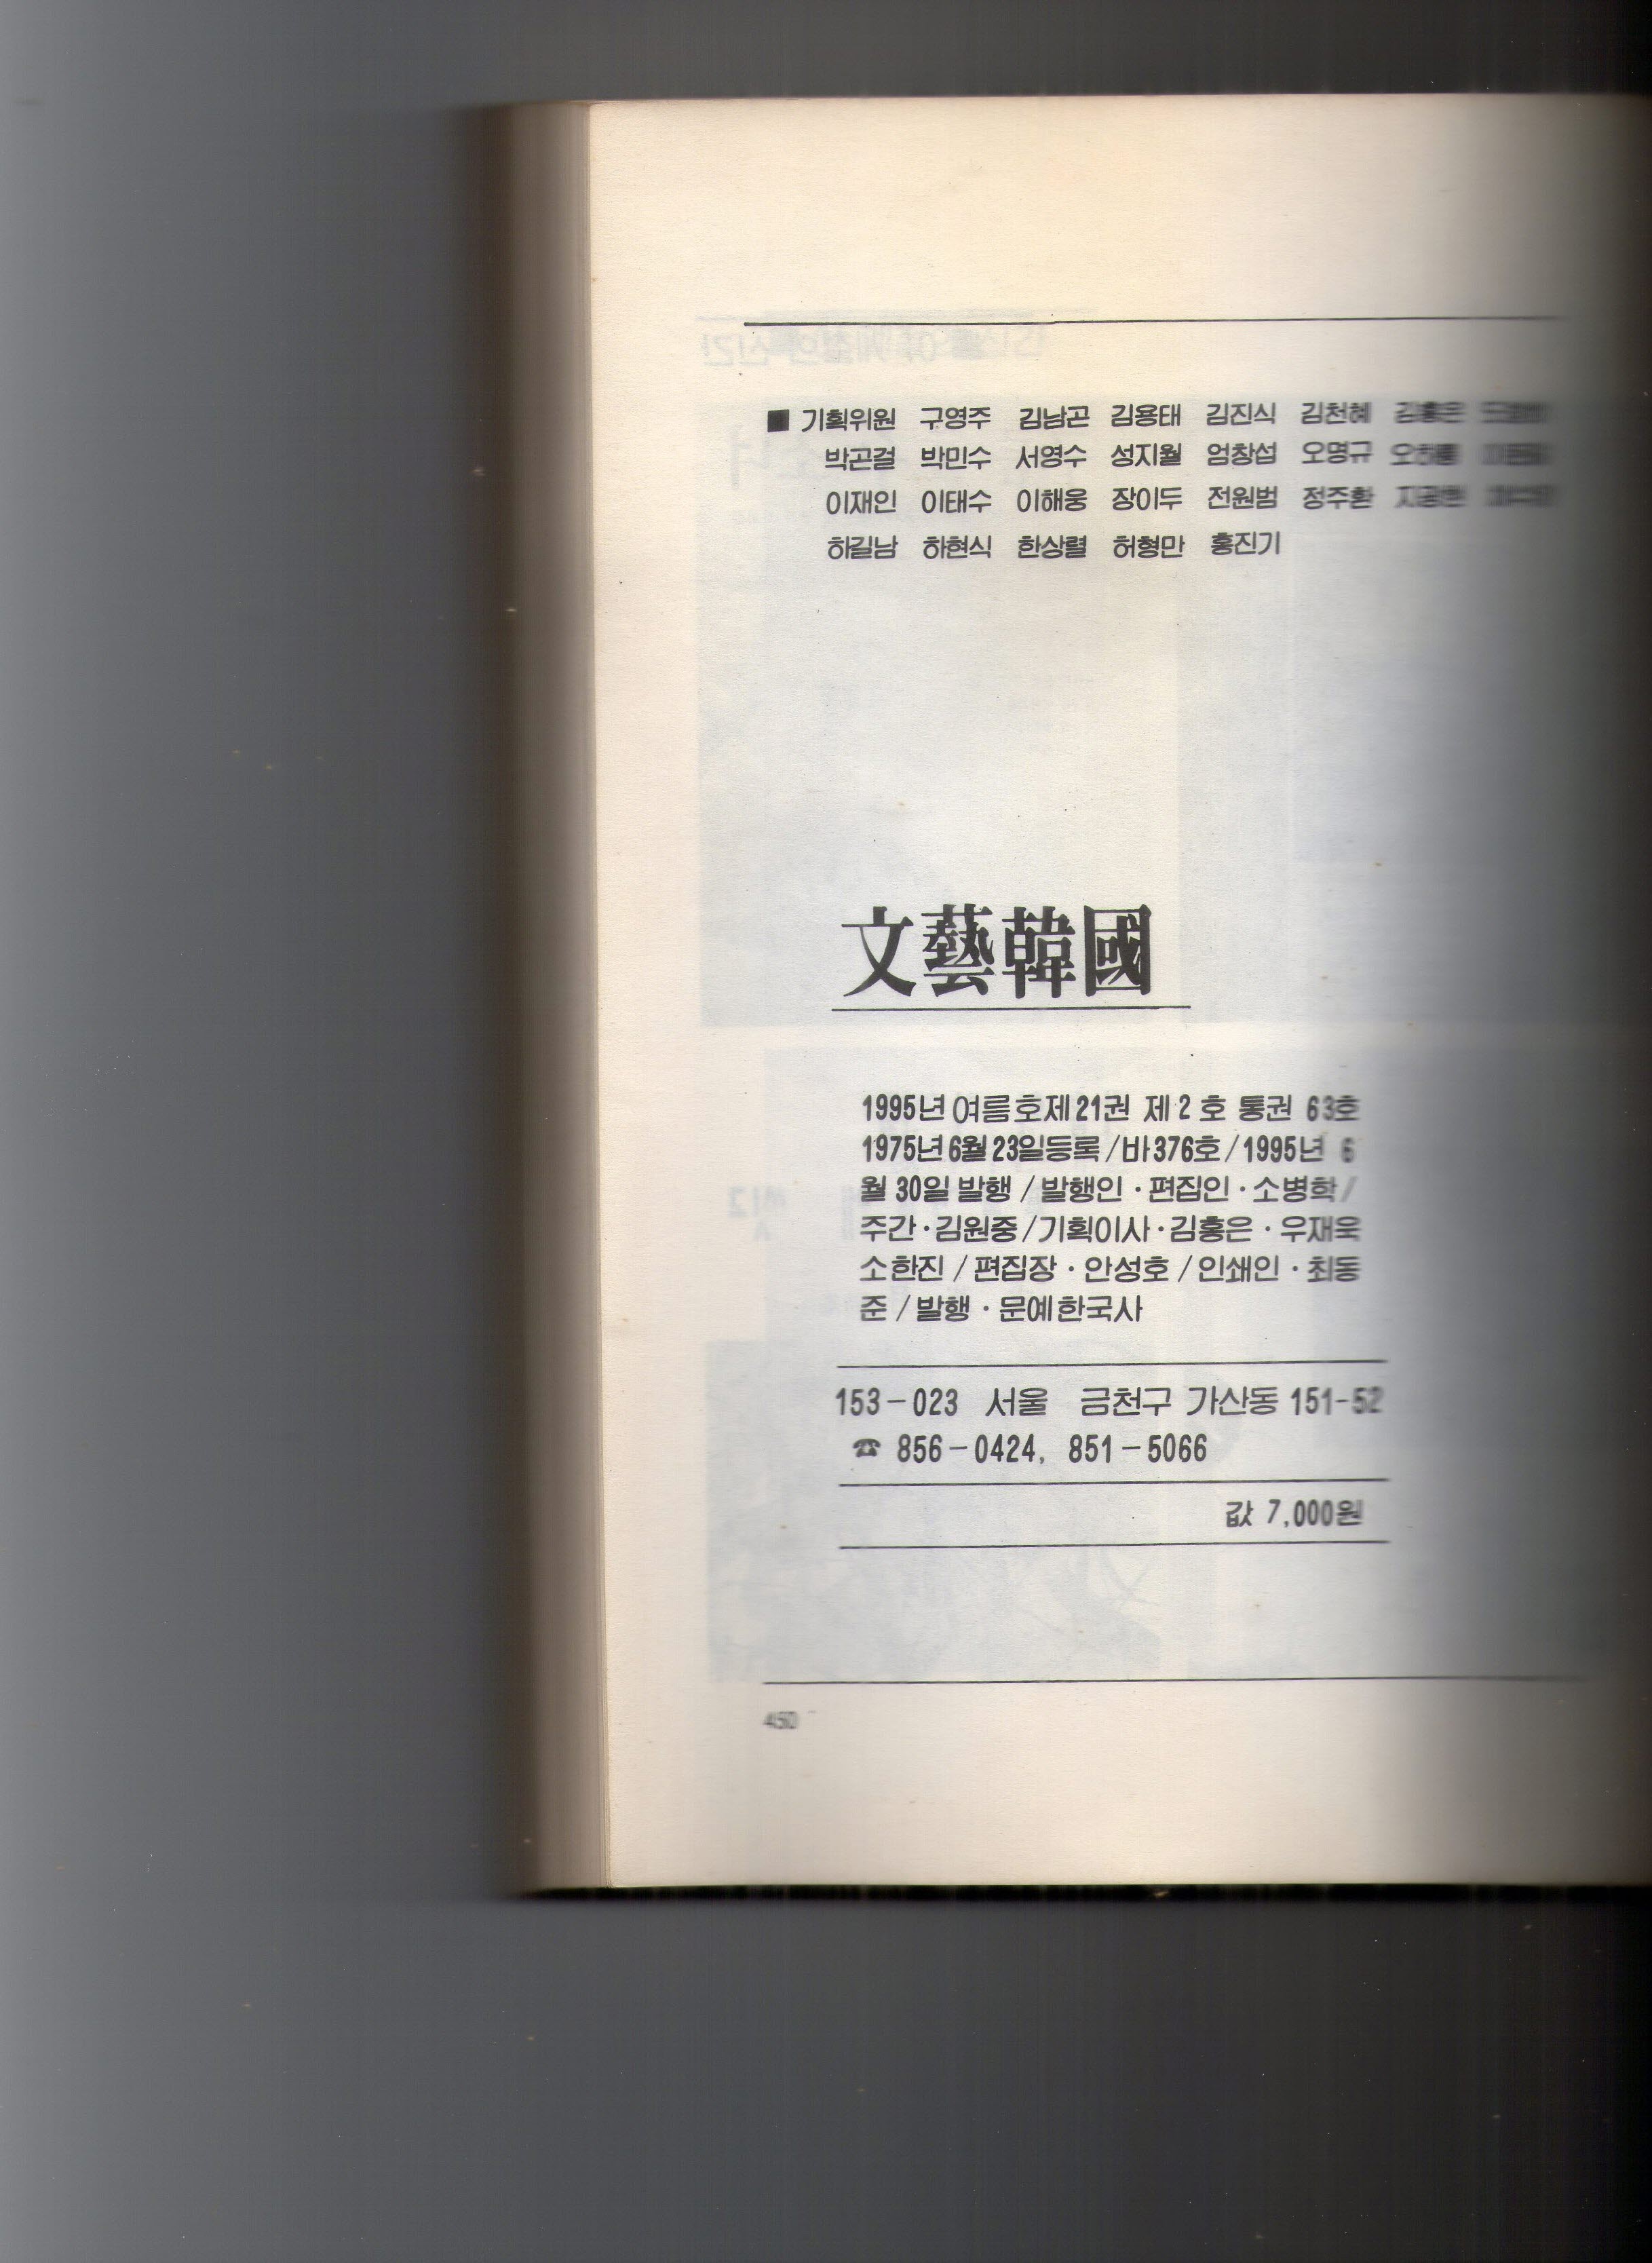 ■ 기획위원 구영주 김남곤 김용태 김진식 김천혜 김홍은
박곤걸 박민수 서영수 성지월 엄창섭 오명규 오하룡
이재인 이태수 이해웅 장이두 전원범 정주환 지광현
하길남 하현식 한상렬 허형만 홍진기
文藝韓國
1995년 여름호제21권 제2호 통권 63호
1975년6월23일등록/바376호/1995년 6
월 30일 발행 / 발행인·편집인·소병학/
주간·김원중/기획이사·김홍은·우재욱
소한진 / 편집장·안성호 / 인쇄인·최동
준 / 발행·문예한국사
153-023 서울 금천구 가산동 151-52
☎ 856-0424, 851-5066
값 7,000원
450